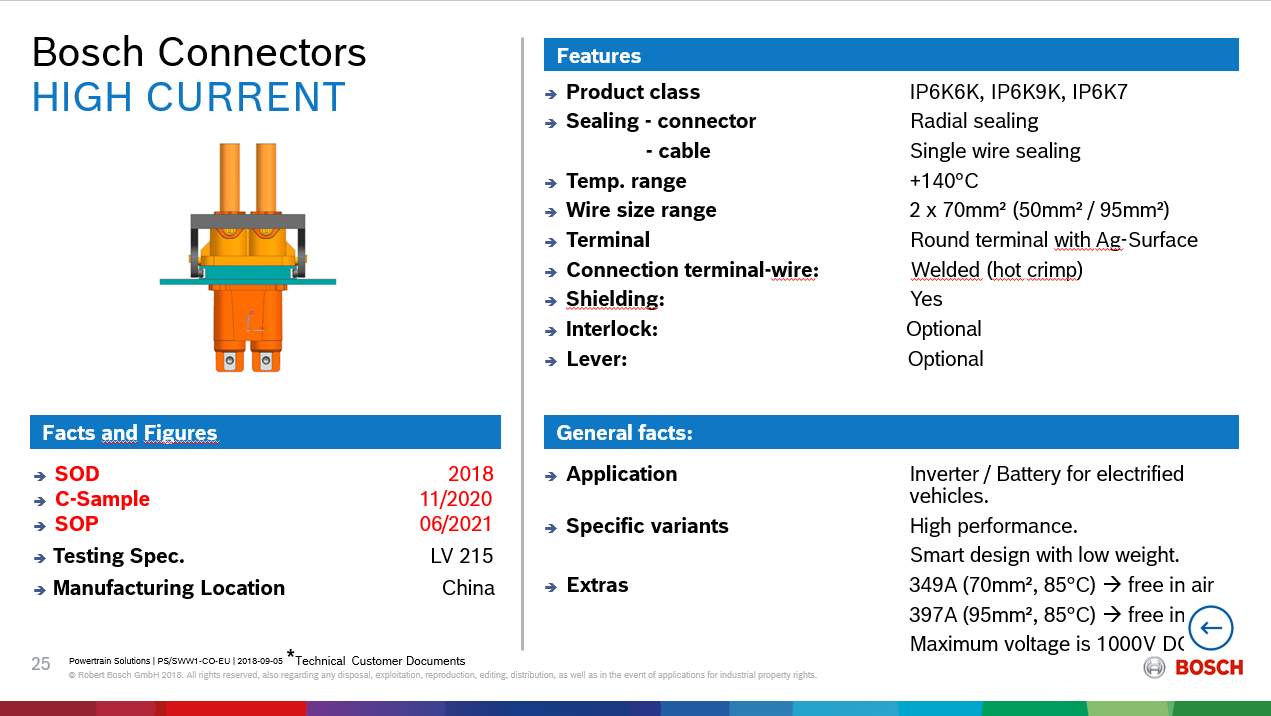 Bosch Connectors
HIGH CURRENT
Features
→ Product class IP6K6K, IP6K9K, IP6K7
→ Sealing - connector Radial sealing
- cable Single wire sealing
→ Temp. range +140°C
→ Wire size range 2 x 70mm² (50mm² / 95mm²)
→ Terminal Round terminal with Ag-Surface
→ Connection terminal-wire: Welded (hot crimp)
→ Shielding: Yes
→ Interlock: Optional
→ Lever: Optional
Facts and Figures
→ SOD 2018
→ C-Sample 11/2020
→ SOP 06/2021
→ Testing Spec. LV 215
→ Manufacturing Location China
General facts:
→ Application Inverter / Battery for electrified
vehicles.
→ Specific variants High performance.
Smart design with low weight.
→ Extras 349A (70mm², 85°C) → free in air
397A (95mm², 85°C) → free in
Maximum voltage is 1000V
25 Powertrain Solutions | PS/SWW1-CO-EU | 2018-09-05 *Technical Customer Documents
© Robert Bosch GmbH 2018. All rights reserved, also regarding any disposal, exploitation, reproduction, editing, distribution, as well as in the event of applications for industrial property rights.
BOSCH